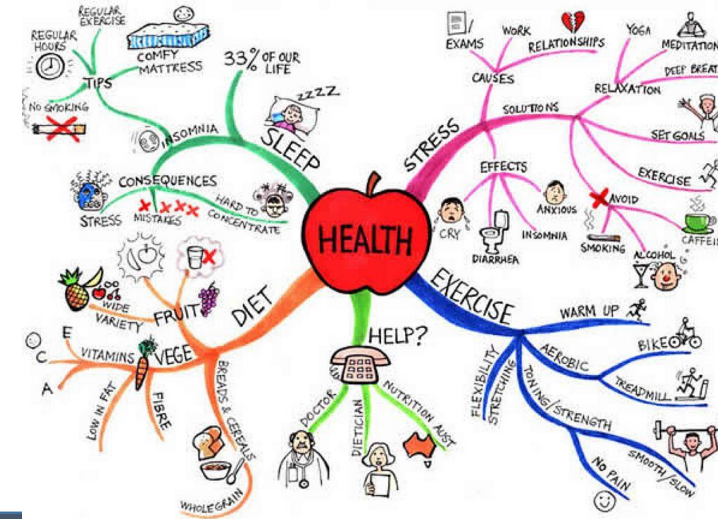 HEALTH
SLEEP
33% OF OUR
LIFE
ZZZZ
INSOMNIA
TIPS
REGULAR
HOURS
REGULAR
EXERCISE
COMFY
MATTRESS
NO SMOKING
CONSEQUENCES
STRESS
MISTAKES
HARD TO
CONCENTRATE
STRESS
CAUSES
EXAMS
WORK
RELATIONSHIPS
SOLUTIONS
RELAXATION
YOGA
MEDITATION
DEEP BREAT
SET GOALS
EXERCISE
AVOID
SMOKING
ALCOHOL
CAFFEI
EFFECTS
CRY
DIARRHEA
INSOMNIA
ANXIOUS
EXERCISE
WARM UP
AEROBIC
BIKE
TREADMILL
TONING/STRENGTH
SMOOTH/SLOW
NO PAIN
FLEXIBILITY
STRETCHING
HELP?
DOCTOR
DIETICIAN
NUTRITION AUST
DIET
FRUIT
WIDE
VARIETY
VEGE
VITAMINS
E
C
A
LOW IN FAT
FIBRE
BREADS & CEREALS
WHOLEGRAIN